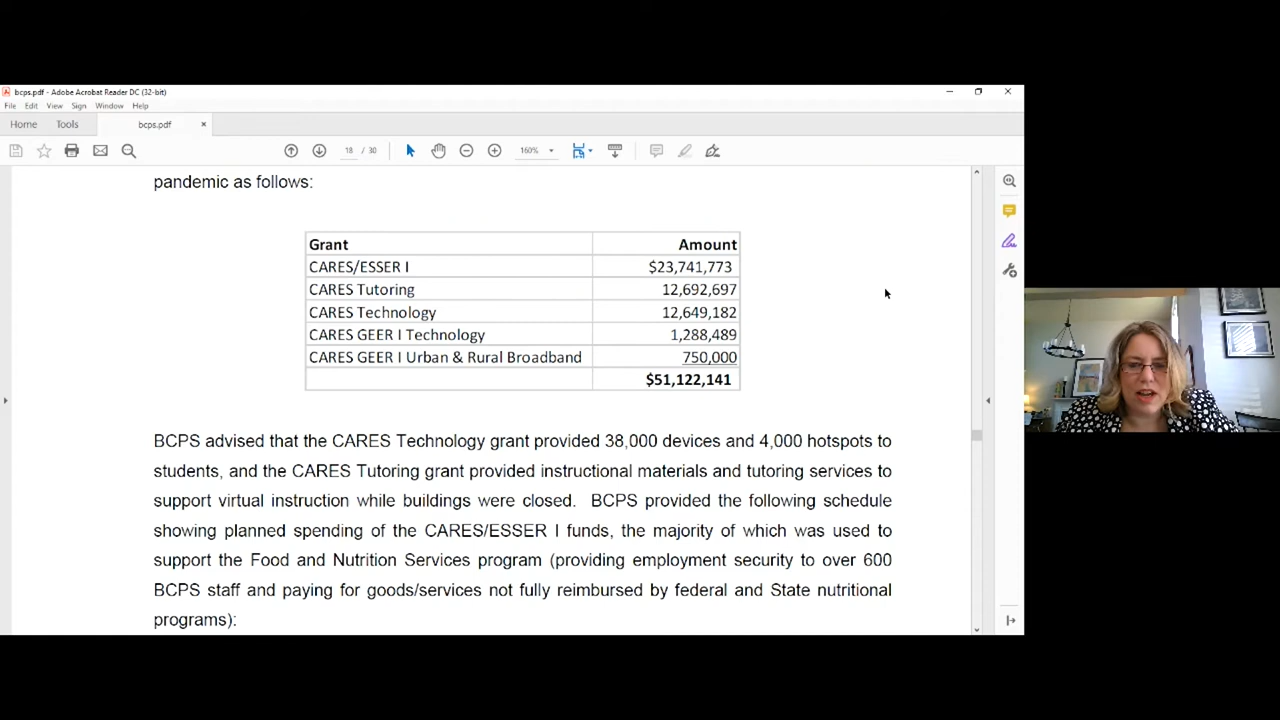 bcps.pdf - Adobe Acrobat Reader DC (32-bit)
File Edit View Sign Window Help
Home Tools bcps.pdf ×
18 / 30 160%
pandemic as follows:
Grant Amount
CARES/ESSER I $23,741,773
CARES Tutoring 12,692,697
CARES Technology 12,649,182
CARES GEER I Technology 1,288,489
CARES GEER I Urban & Rural Broadband 750,000
$51,122,141
BCPS advised that the CARES Technology grant provided 38,000 devices and 4,000 hotspots to
students, and the CARES Tutoring grant provided instructional materials and tutoring services to
support virtual instruction while buildings were closed. BCPS provided the following schedule
showing planned spending of the CARES/ESSER I funds, the majority of which was used to
support the Food and Nutrition Services program (providing employment security to over 600
BCPS staff and paying for goods/services not fully reimbursed by federal and State nutritional
programs):